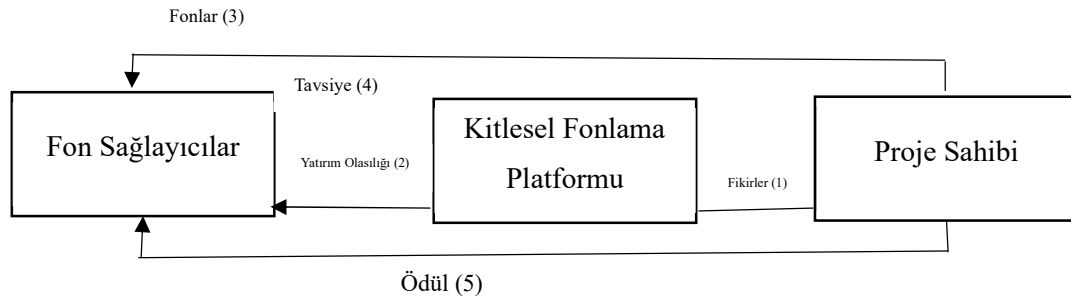 Fonlar (3)
Tavsiye (4)
Fon Sağlayıcılar
Yatırım Olasılığı (2)
Kitlesel Fonlama
Platformu
Fikirler (1)
Proje Sahibi
Ödül (5)